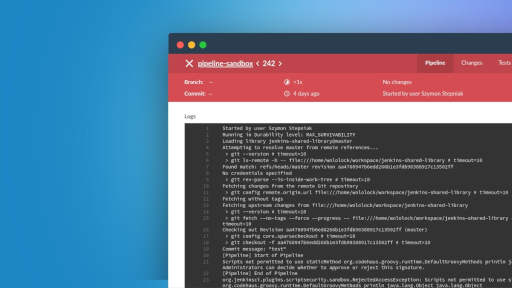 pipeline-sandbox < 242 >
Pipeline Changes Tests
Branch: — <1s No changes
Commit: — 4 days ago Started by user Szymon Stepniak
Logs
1 Started by user Szymon Stepniak
2 Running in Durability level: MAX_SURVIVABILITY
3 Loading library jenkins-shared-library@master
4 Attempting to resolve master from remote references...
5 > git --version # timeout=10
6 > git ls-remote -h -- file:///home/wololock/workspace/jenkins-shared-library # timeout=10
7 Found match: refs/heads/master revision
8 No credentials specified
9 > git rev-parse --is-inside-work-tree # timeout=10
10 Fetching changes from the remote Git repository
11 > git config remote.origin.url file:///home/wololock/workspace/jenkins-shared-library # timeout=10
12 Fetching without tags
13 Fetching upstream changes from file:///home/wololock/workspace/jenkins-shared-library
14 > git --version # timeout=10
15 > git fetch --no-tags --force --progress -- file:///home/wololock/workspace/jenkins-shared-library
timeout=10
16 Checking out Revision (master)
17 > git config core.sparsecheckout # timeout=10
18 > git checkout -f # timeout=10
19 Commit message: "test"
20 [Pipeline] Start of Pipeline
21 Scripts not permitted to use staticMethod org.codehaus.groovy.runtime.DefaultGroovyMethods println j
Administrators can decide whether to approve or reject this signature.
22 [Pipeline] End of Pipeline
23 org.jenkinsci.plugins.scriptsecurity.sandbox.RejectedAccessException: Scripts not permitted to use s
org.codehaus.groovy.runtime.DefaultGroovyMethods println java.lang.Object java.lang.Object